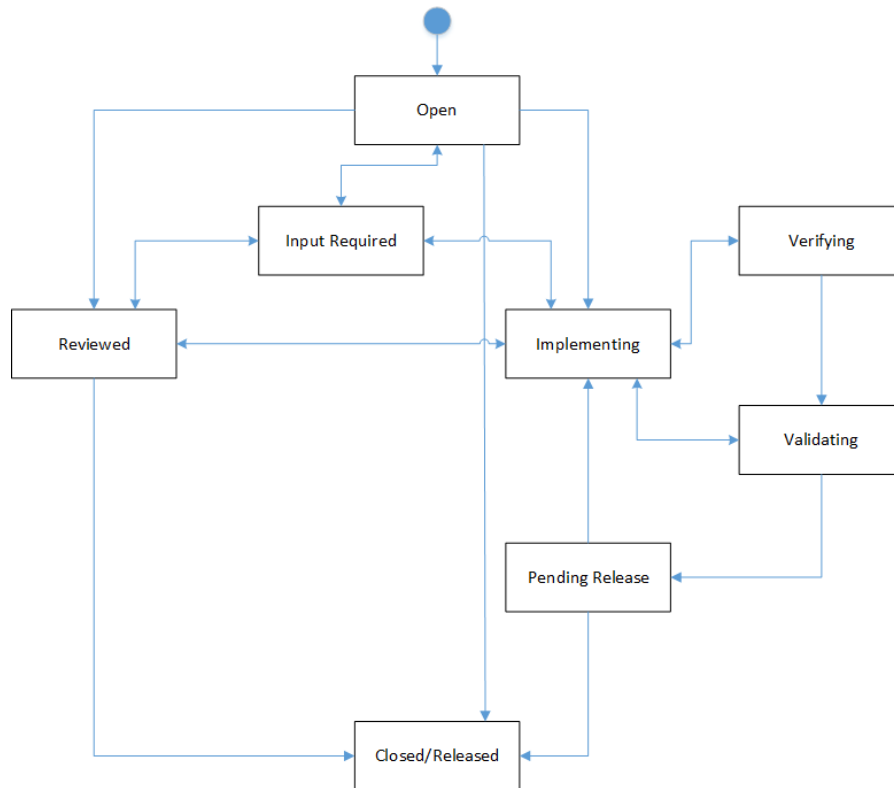 Open
Input Required
Verifying
Reviewed
Implementing
Validating
Pending Release
Closed/Released